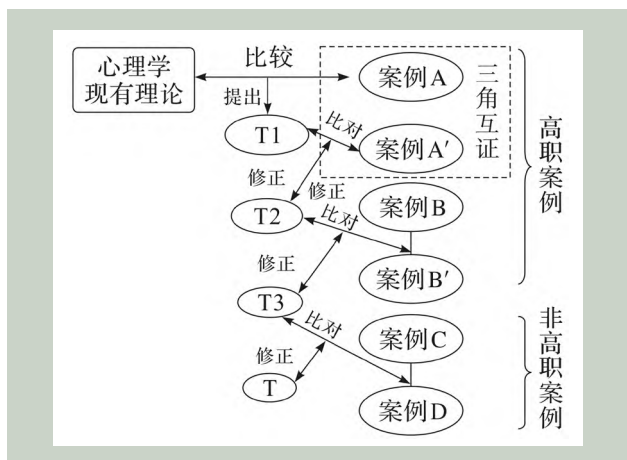 心理学
现有理论
比较
提出
案例A
三角互证
T1
比对
案例A′
修正
修正
高职案例
T2
比对
案例B
修正
案例B′
T3
比对
案例C
非高职案例
修正
T
案例D